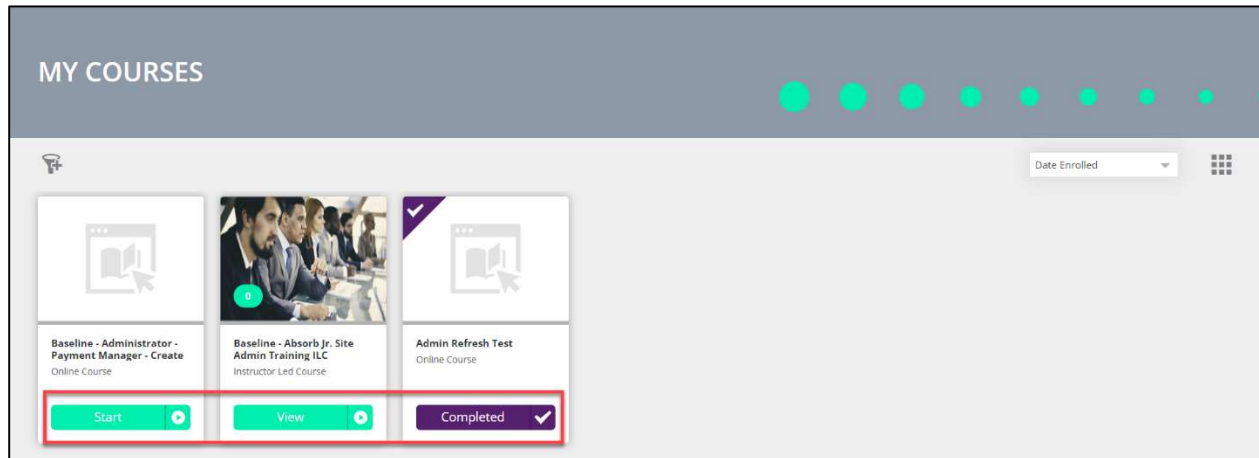 MY COURSES
Date Enrolled
0
Baseline - Administrator -
Payment Manager - Create
Online Course
Start
Baseline - Absorb Jr. Site
Admin Training ILC
Instructor Led Course
View
Admin Refresh Test
Online Course
Completed